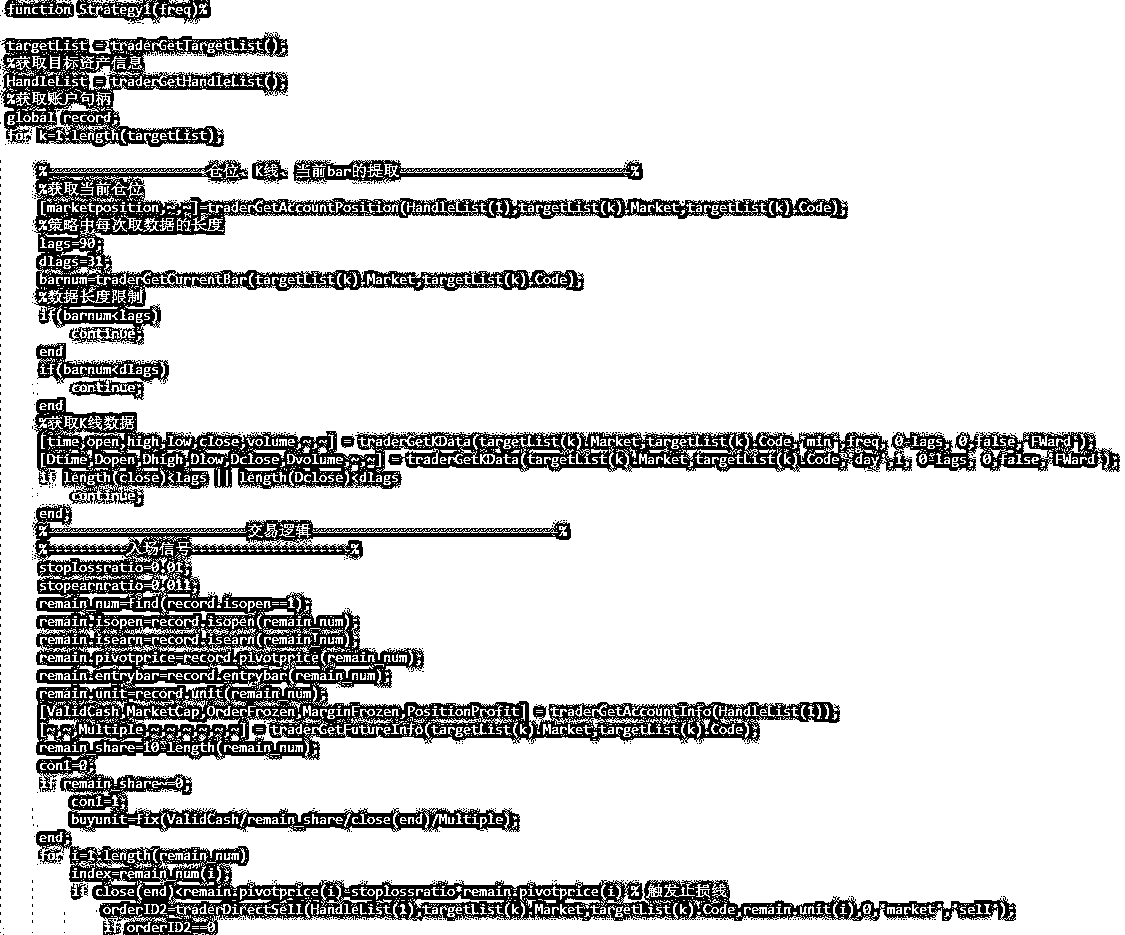 function Strategy1(freq)%
targetList = traderGetTargetList();
%获取目标资产信息
HandleList = traderGetHandleList();
%获取账户句柄
global record;
for k=1:length(targetList);
%--------------------仓位、K线、当前bar的提取-----------------------------%
%获取当前仓位
[marketposition,~,~]=traderGetAccountPosition(HandleList(1),targetList(k).Market,targetList(k).Code);
%策略中每次取数据的长度
lags=90;
dlags=31;
barnum=traderGetCurrentBar(targetList(k).Market,targetList(k).Code);
%数据长度限制
if(barnum<lags)
continue;
end
if(barnum<dlags)
continue;
end
%获取K线数据
[time,open,high,low,close,volume,~,~] = traderGetKData(targetList(k).Market,targetList(k).Code,'min',freq, 0-lags, 0,false,'FWard');
[Dtime,Dopen,Dhigh,Dlow,Dclose,Dvolume,~,~] = traderGetKData(targetList(k).Market,targetList(k).Code,'day',1, 0-lags, 0,false,'FWard');
if length(close)<lags || length(Dclose)<dlags
continue;
end;
%-------------------------交易逻辑-------------------------------%
%----------入场信号--------------------%
stoplossratio=0.01;
stopearnratio=0.011;
remain_num=find(record.isopen==1);
remain.isopen=record.isopen(remain_num);
remain.isearn=record.isearn(remain_num);
remain.pivotprice=record.pivotprice(remain_num);
remain.entrybar=record.entrybar(remain_num);
remain.unit=record.unit(remain_num);
[ValidCash,MarketCap,OrderFrozen,MarginFrozen,PositionProfit] = traderGetAccountInfo(HandleList(1));
[~,~,Multiple,~,~,~,~,~,~] = traderGetFutureInfo(targetList(k).Market,targetList(k).Code);
remain_share=10-length(remain_num);
con1=0;
if remain_share~=0;
con1=1;
buyunit=fix(ValidCash/remain_share/close(end)/Multiple);
end;
for i=1:length(remain_num)
index=remain_num(i);
if close(end)<remain.pivotprice(i)-stoplossratio*remain.pivotprice(i) % 触发止损线
orderID2=traderDirectSell(HandleList(1),targetList(k).Market,targetList(k).Code,remain.unit(i),0,'market','sell');
if orderID2==0